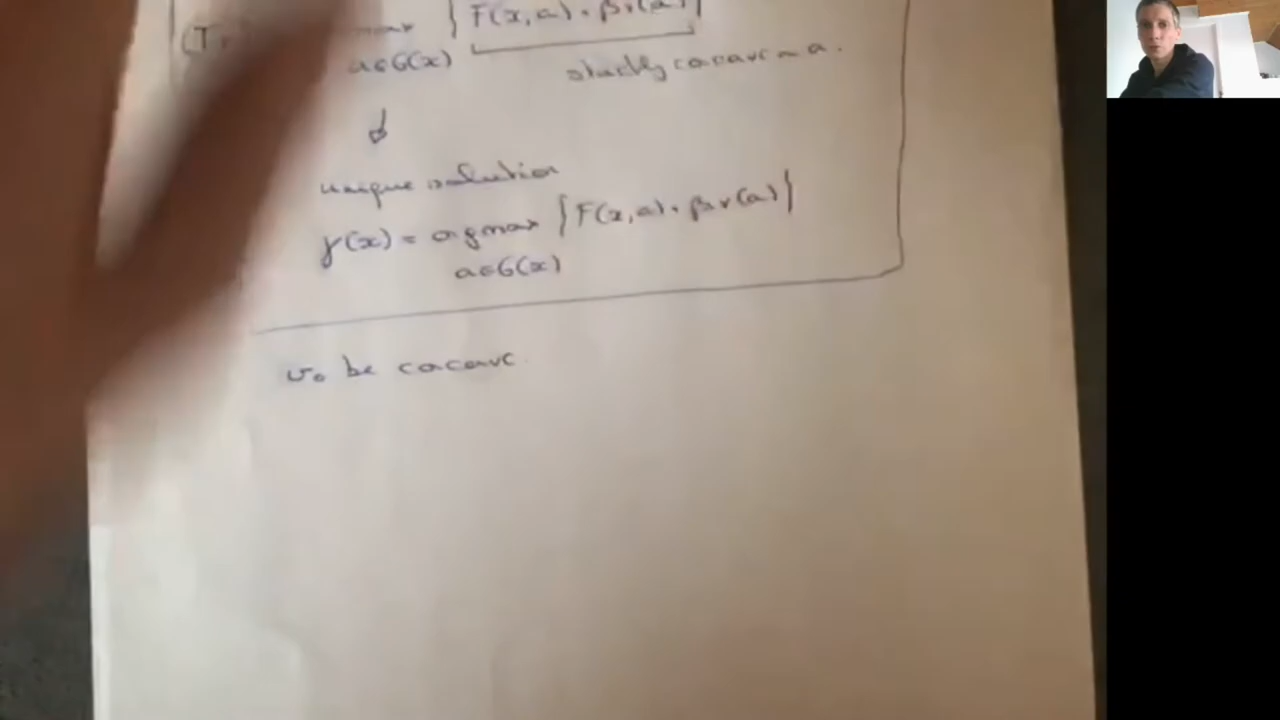 {F(x,a) + βv(a)}
a∈G(x) strictly concave in a.
unique solution
γ(x) = argmax {F(x,a) + βv(a)}
a∈G(x)
v₀ be concave